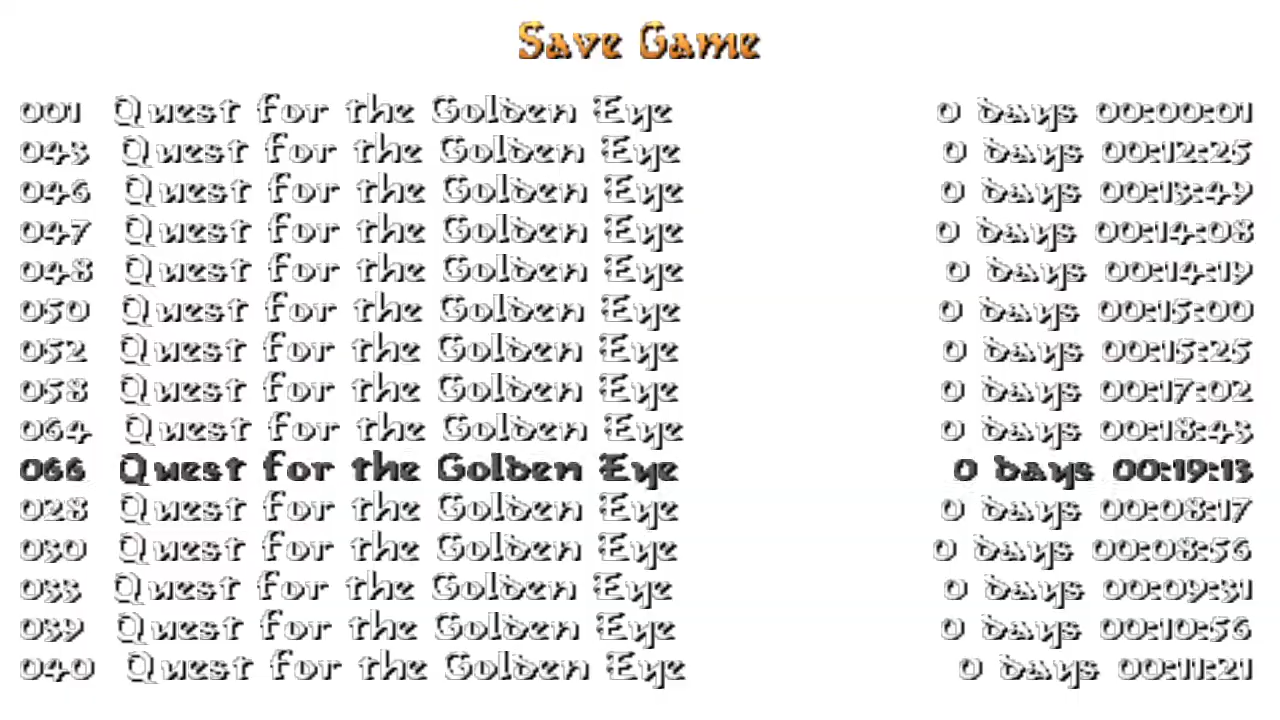 Save Game
001 Quest for the Golden Eye 0 days 00:00:01
043 Quest for the Golden Eye 0 days 00:12:25
046 Quest for the Golden Eye 0 days 00:13:49
047 Quest for the Golden Eye 0 days 00:14:08
048 Quest for the Golden Eye 0 days 00:14:19
050 Quest for the Golden Eye 0 days 00:15:00
052 Quest for the Golden Eye 0 days 00:15:25
058 Quest for the Golden Eye 0 days 00:17:02
064 Quest for the Golden Eye 0 days 00:18:43
066 Quest for the Golden Eye 0 days 00:19:13
028 Quest for the Golden Eye 0 days 00:08:17
030 Quest for the Golden Eye 0 days 00:08:56
033 Quest for the Golden Eye 0 days 00:09:31
039 Quest for the Golden Eye 0 days 00:10:56
040 Quest for the Golden Eye 0 days 00:11:21